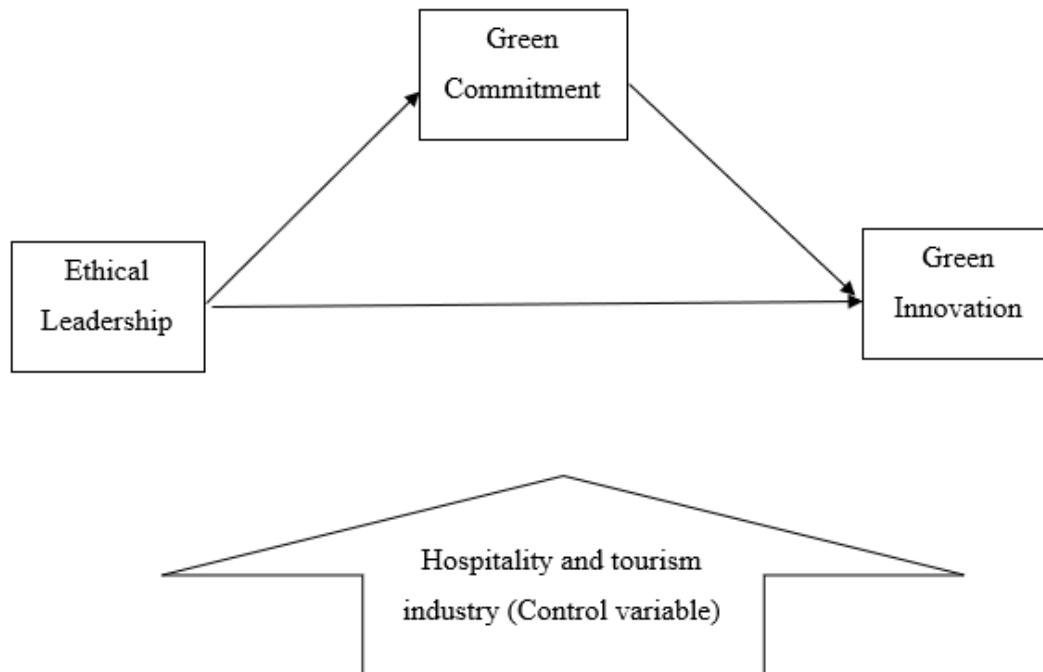 Green
Commitment
Ethical
Leadership
Green
Innovation
Hospitality and tourism
industry (Control variable)